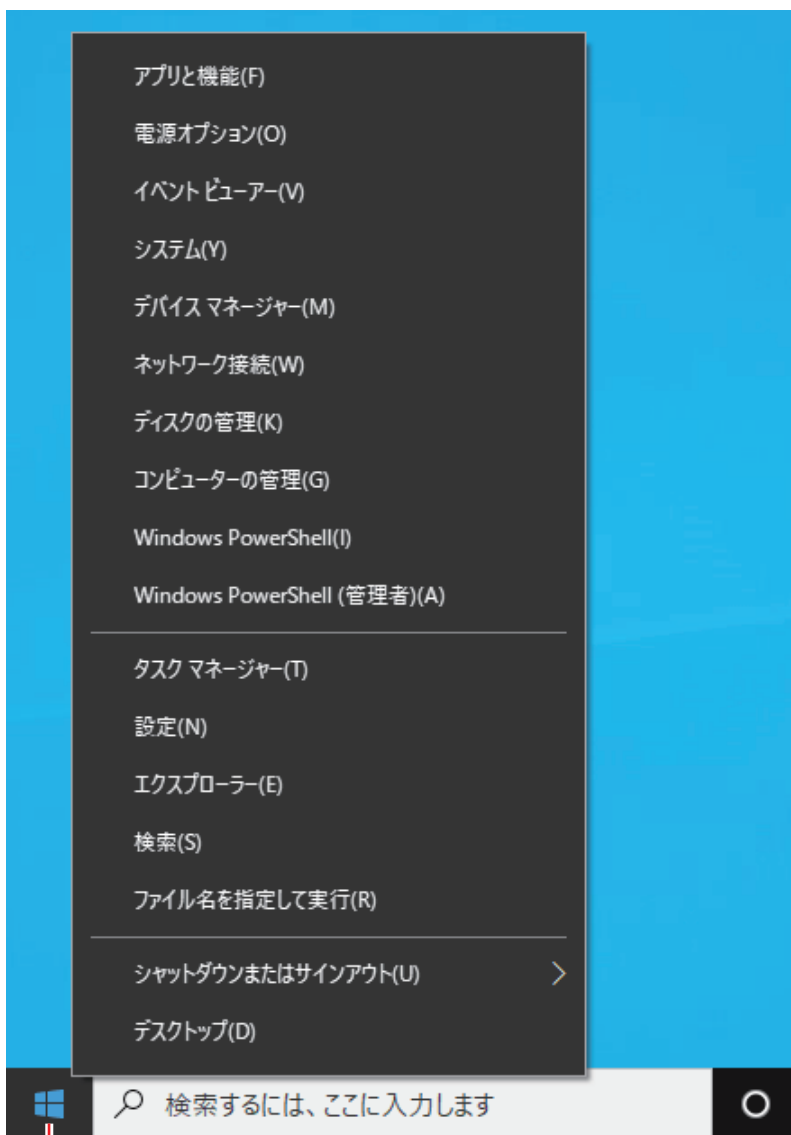 アプリと機能(F)
電源オプション(O)
イベント ビューアー(V)
システム(Y)
デバイス マネージャー(M)
ネットワーク接続(W)
ディスクの管理(K)
コンピューターの管理(G)
Windows PowerShell(I)
Windows PowerShell (管理者)(A)
タスク マネージャー(T)
設定(N)
エクスプローラー(E)
検索(S)
ファイル名を指定して実行(R)
シャットダウンまたはサインアウト(U)
デスクトップ(D)
検索するには、ここに入力します